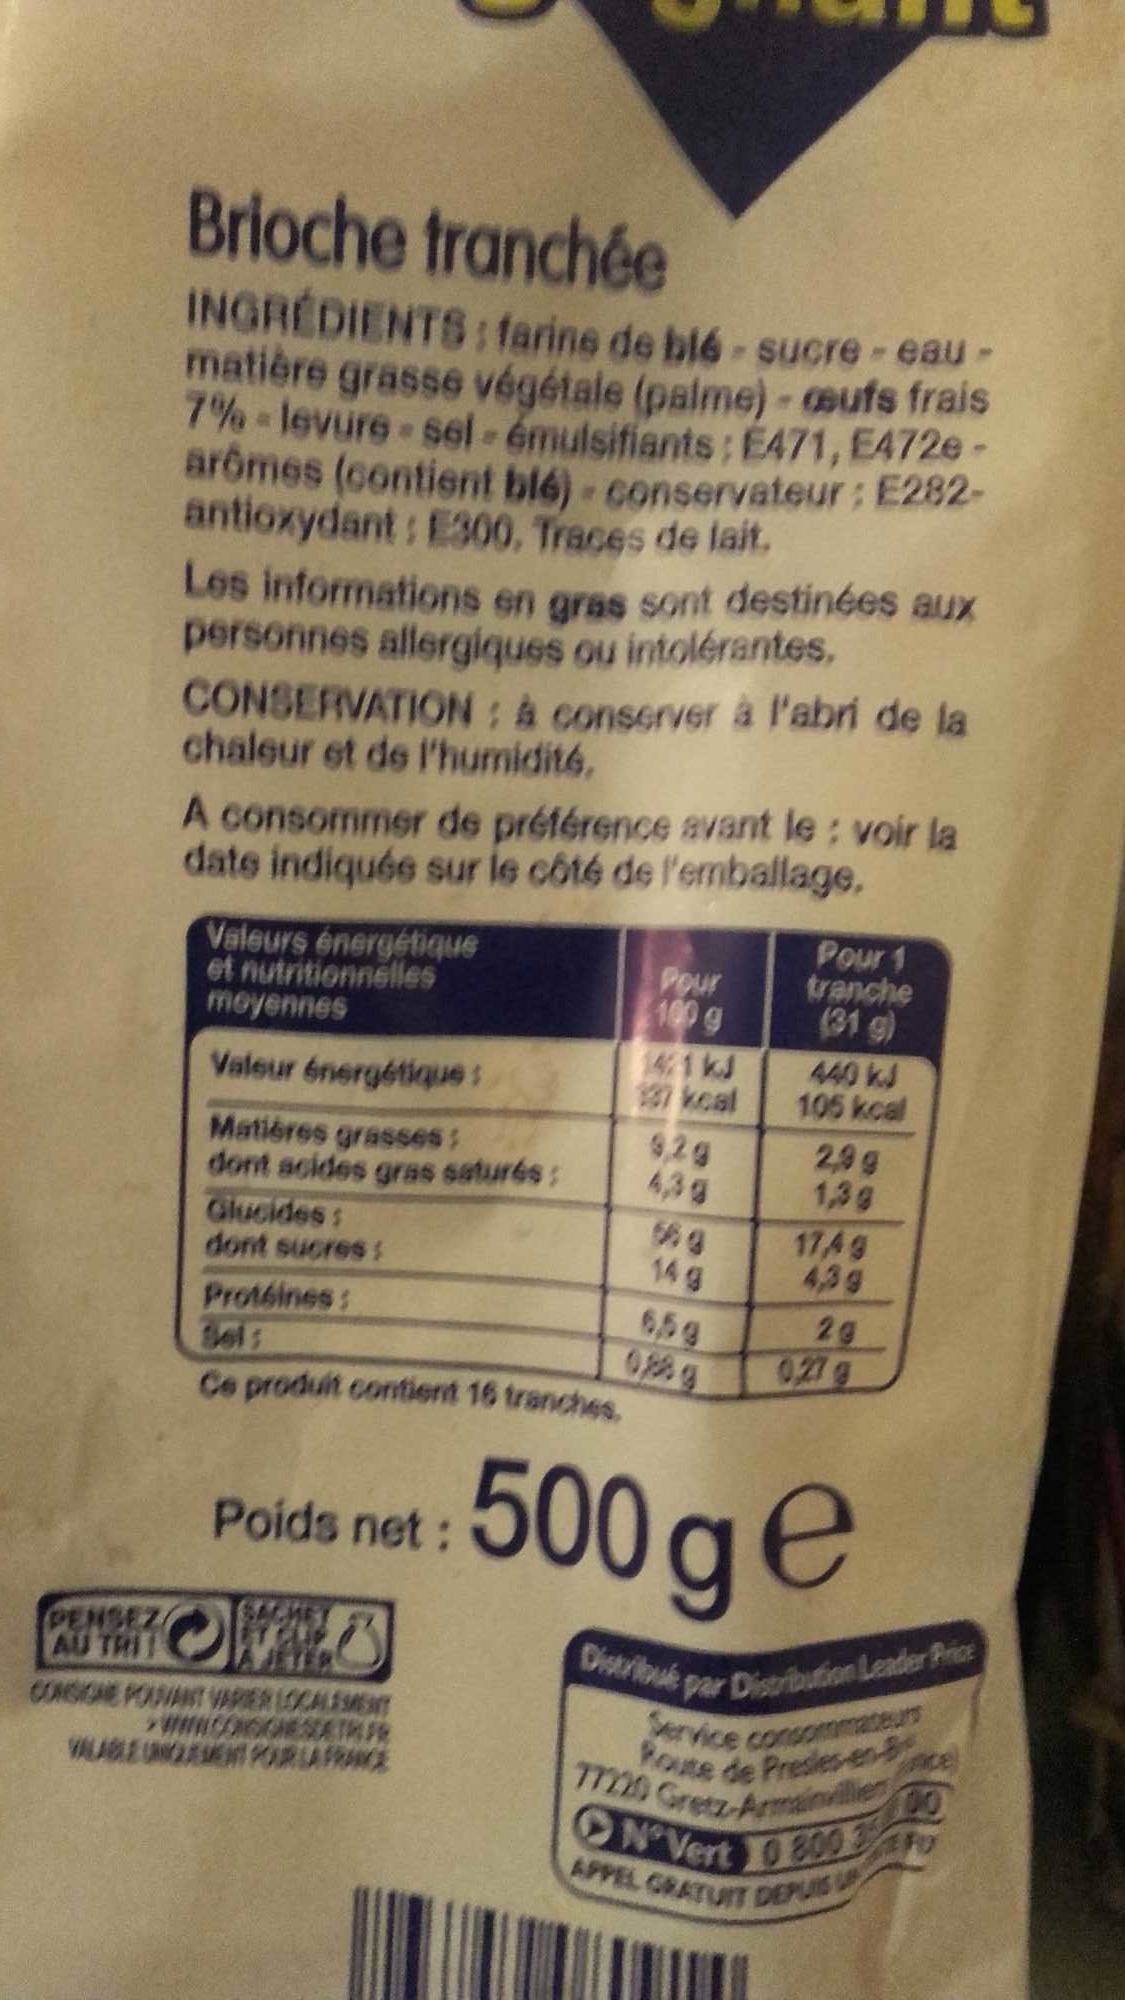 Brioche tranchée
INGRÉDIENTS : farine de blé - sucre - eau -
matière grasse végétale (palme) - œufs frais
7% - levure - sel - émulsifiants : E471, E472e -
arômes (contient blé) - conservateur : E282-
antioxydant : E300. Traces de lait.
Les informations en gras sont destinées aux
personnes allergiques ou intolérantes.
CONSERVATION : à conserver à l'abri de la
chaleur et de l'humidité.
A consommer de préférence avant le : voir la
date indiquée sur le côté de l'emballage.
Valeurs énergétique
et nutritionnelles
moyennes
Pour
100 g
Pour 1
tranche
(31 g)
Valeur énergétique :
kJ 440 kJ
337 kcal 105 kcal
Matières grasses : 9,2 g 2,9 g
dont acides gras saturés : 4,3 g 1,3 g
Glucides : 56 g 17,4 g
dont sucres : 14 g 4,3 g
Protéines : 6,5 g 2 g
Sel : 0,88 g 0,27 g
Ce produit contient 16 tranches.
Poids net : 500 g e
PENSEZ
AU TRI !
SACHET
ET CLIP
À JETER
CONSIGNE POUVANT VARIER LOCALEMENT
> WWW.CONSIGNESDETRI.FR
VALABLE UNIQUEMENT POUR LA FRANCE
Distribué par Distribution Leader Price
Service consommateurs
Route de Presles-en-
77220 Gretz-Armainvilliers
N° Vert 0 800 00
APPEL GRATUIT DEPUIS